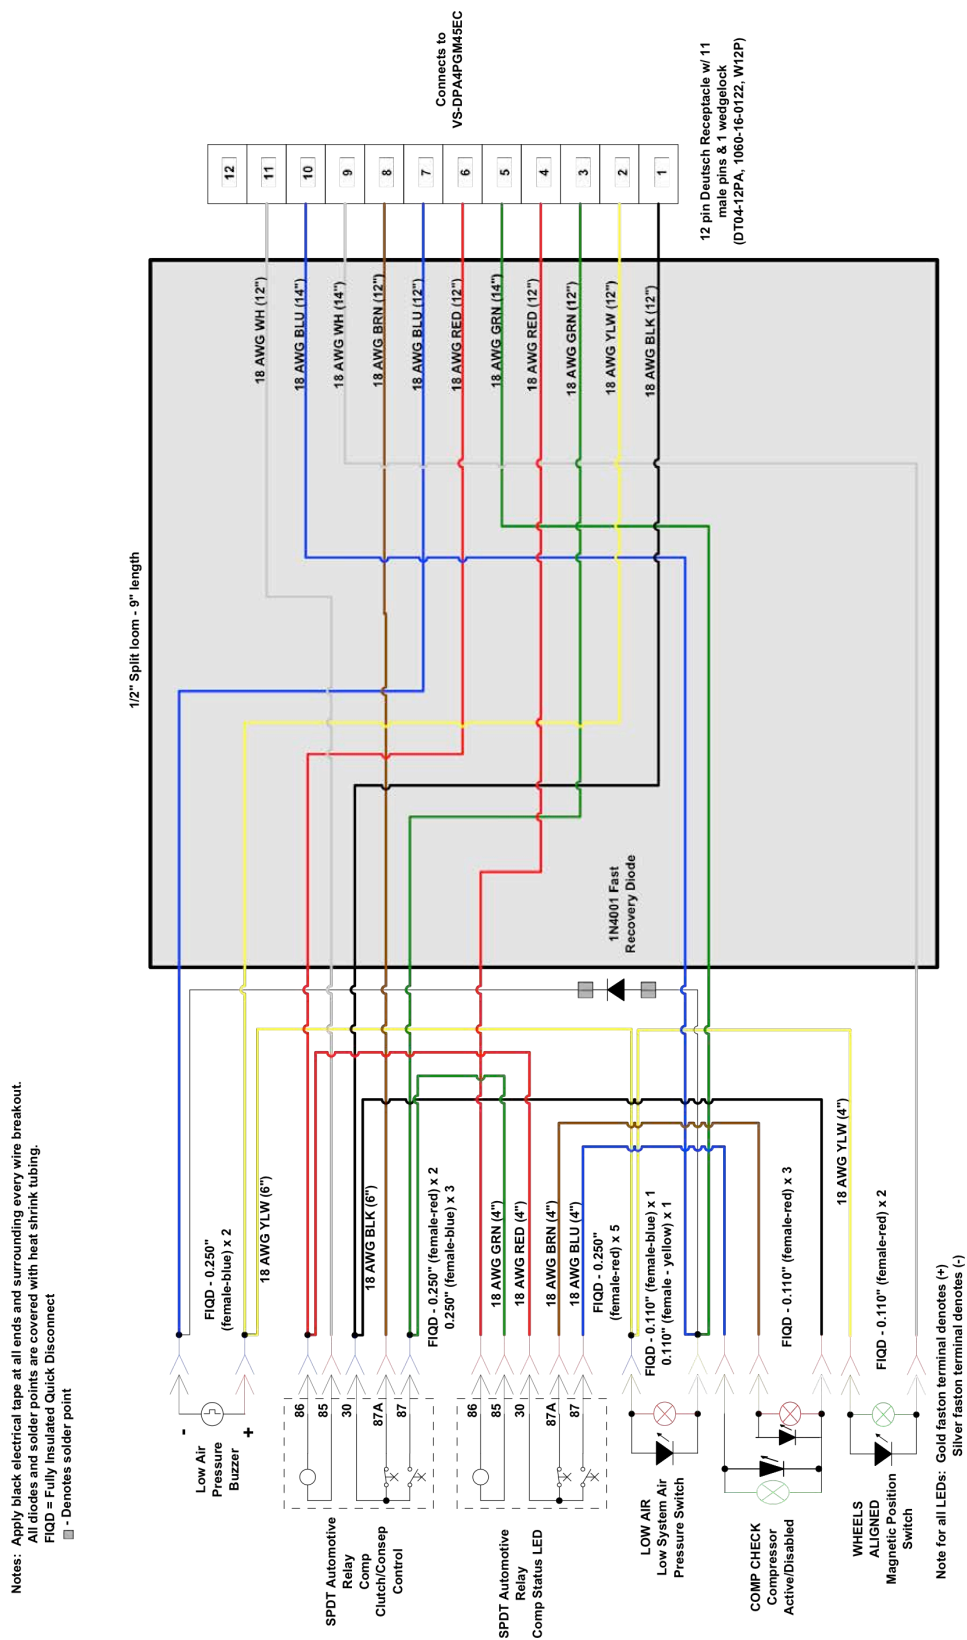 Notes: Apply black electrical tape at all ends and surrounding every wire breakout.
All diodes and solder points are covered with heat shrink tubing.
FIQD = Fully Insulated Quick Disconnect
- Denotes solder point
1/2" Split loom - 9" length
Connects to
VS-DPA4PGM45EC
12 pin Deutsch Receptacle w/ 11
male pins & 1 wedgelock
(DT04-12PA, 1060-16-0122, W12P)
12
11
10
9
8
7
6
5
4
3
2
1
18 AWG WH (12")
18 AWG BLU (14")
18 AWG WH (14")
18 AWG BRN (12")
18 AWG BLU (12")
18 AWG RED (12")
18 AWG GRN (14")
18 AWG RED (12")
18 AWG GRN (12")
18 AWG YLW (12")
18 AWG BLK (12")
1N4001 Fast
Recovery Diode
FIQD - 0.250"
(female-blue) x 2
18 AWG YLW (6")
18 AWG BLK (6")
FIQD - 0.250" (female-red) x 2
0.250" (female-blue) x 3
18 AWG GRN (4")
18 AWG RED (4")
18 AWG BRN (4")
18 AWG BLU (4")
FIQD - 0.250"
(female-red) x 5
FIQD - 0.110" (female-blue) x 1
0.110" (female - yellow) x 1
FIQD - 0.110" (female-red) x 3
18 AWG YLW (4")
FIQD - 0.110" (female-red) x 2
-
+
Low Air
Pressure
Buzzer
86
85
30
87A
87
SPDT Automotive
Relay
Comp
Clutch/Consep
Control
86
85
30
87A
87
SPDT Automotive
Relay
Comp Status LED
LOW AIR
Low System Air
Pressure Switch
COMP CHECK
Compressor
Active/Disabled
WHEELS
ALIGNED
Magnetic Position
Switch
Note for all LEDs: Gold faston terminal denotes (+)
Silver faston terminal denotes (-)